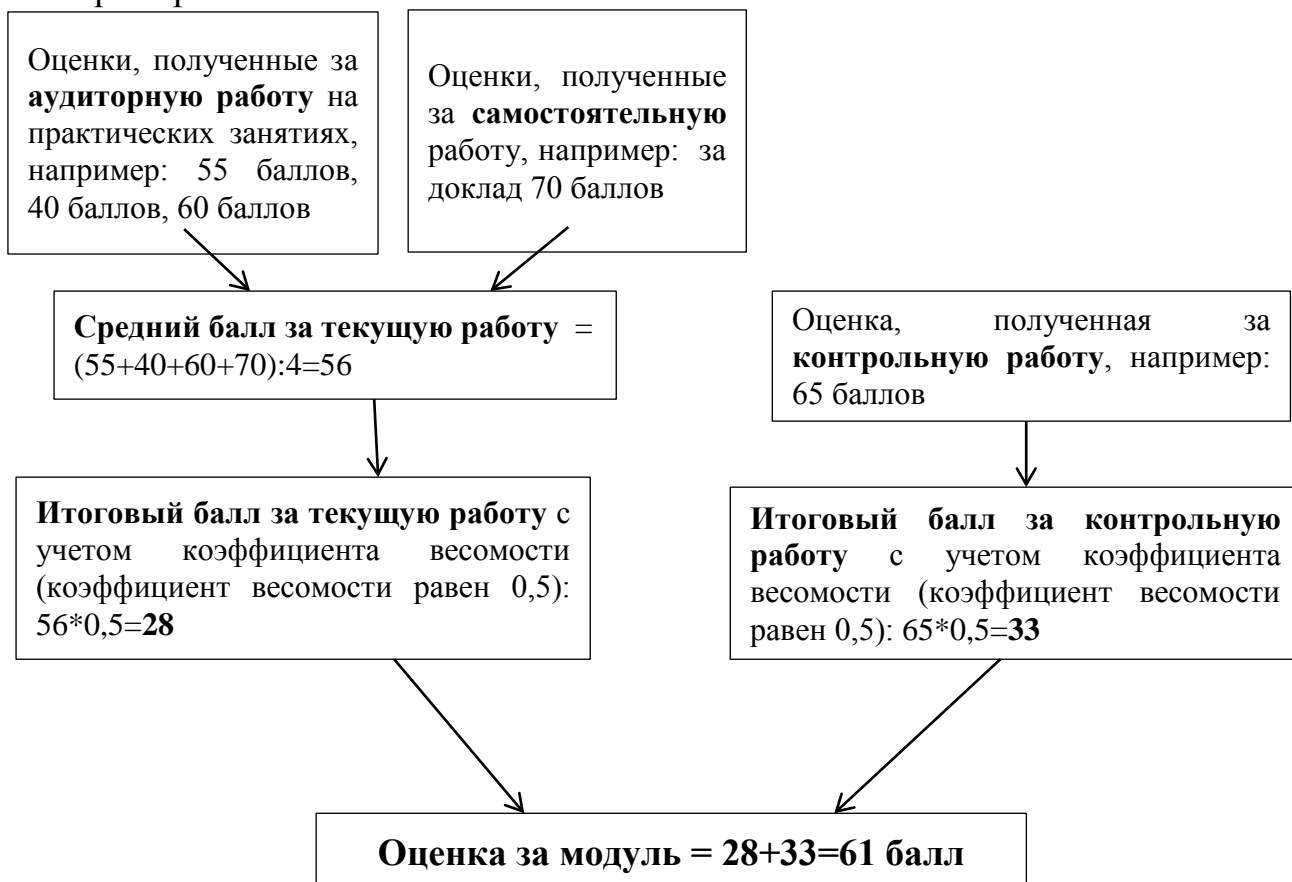 Оценки, полученные за
аудиторную работу на
практических занятиях,
например: 55 баллов,
40 баллов, 60 баллов
Оценки, полученные
за самостоятельную
работу, например: за
доклад 70 баллов
Средний балл за текущую работу =
(55+40+60+70):4=56
Оценка, полученная за
контрольную работу, например:
65 баллов
Итоговый балл за текущую работу с
учетом коэффициента весомости
(коэффициент весомости равен 0,5):
56*0,5=28
Итоговый балл за контрольную
работу с учетом коэффициента
весомости (коэффициент весомости
равен 0,5): 65*0,5=33
Оценка за модуль = 28+33=61 балл